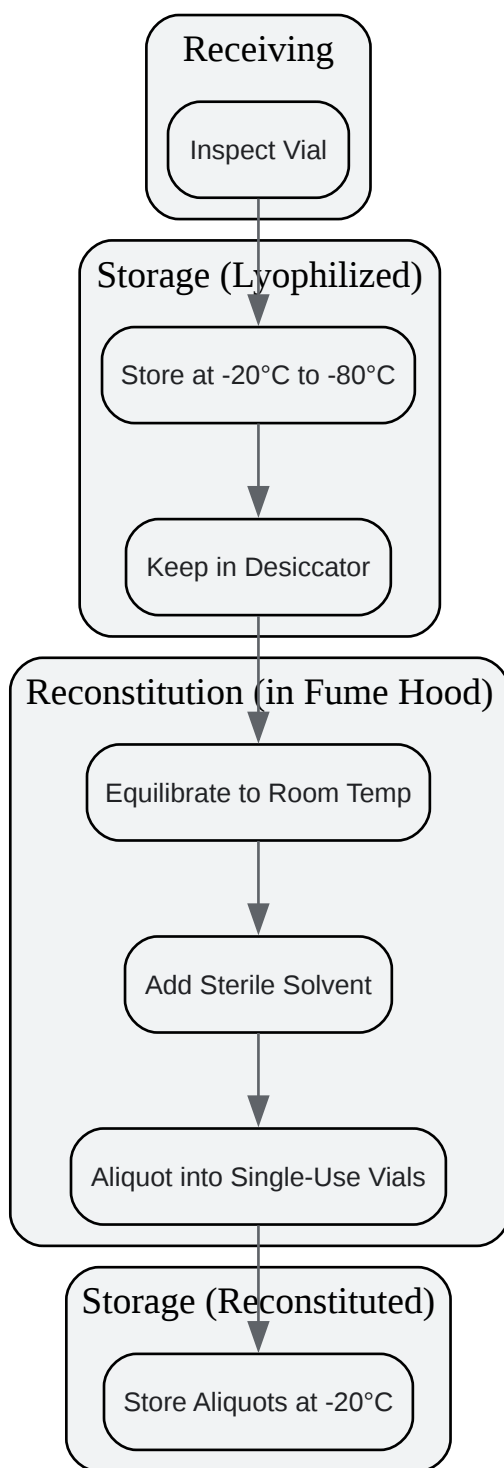 Receiving
Inspect Vial
Storage (Lyophilized)
Store at -20°C to -80°C
Keep in Desiccator
Reconstitution (in Fume Hood)
Equilibrate to Room Temp
Add Sterile Solvent
Aliquot into Single-Use Vials
Storage (Reconstituted)
Store Aliquots at -20°C